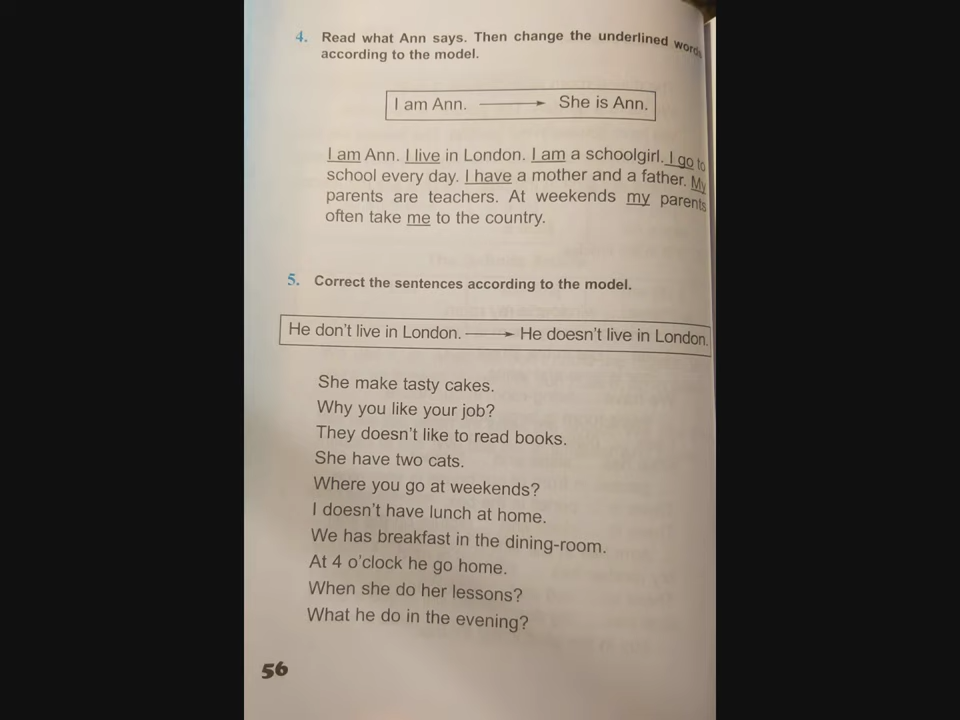 4. Read what Ann says. Then change the underlined words
according to the model.
I am Ann. → She is Ann.
I am Ann. I live in London. I am a schoolgirl. I go to
school every day. I have a mother and a father. My
parents are teachers. At weekends my parents
often take me to the country.
5. Correct the sentences according to the model.
He don't live in London. → He doesn't live in London.
She make tasty cakes.
Why you like your job?
They doesn't like to read books.
She have two cats.
Where you go at weekends?
I doesn't have lunch at home.
We has breakfast in the dining-room.
At 4 o'clock he go home.
When she do her lessons?
What he do in the evening?
56